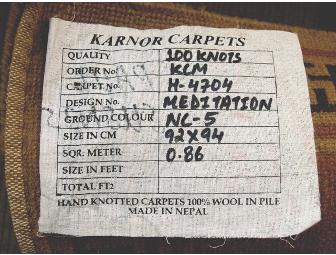 KARNOR CARPETS
QUALITY 100 KNOTS
ORDER No. KLM
CARPET No. H-4704
DESIGN No. MEDITATION
GROUND COLOUR NC-5
SIZE IN CM 92X94
SQR. METER 0.86
SIZE IN FEET
TOTAL FT2
HAND KNOTTED CARPETS 100% WOOL IN PILE
MADE IN NEPAL